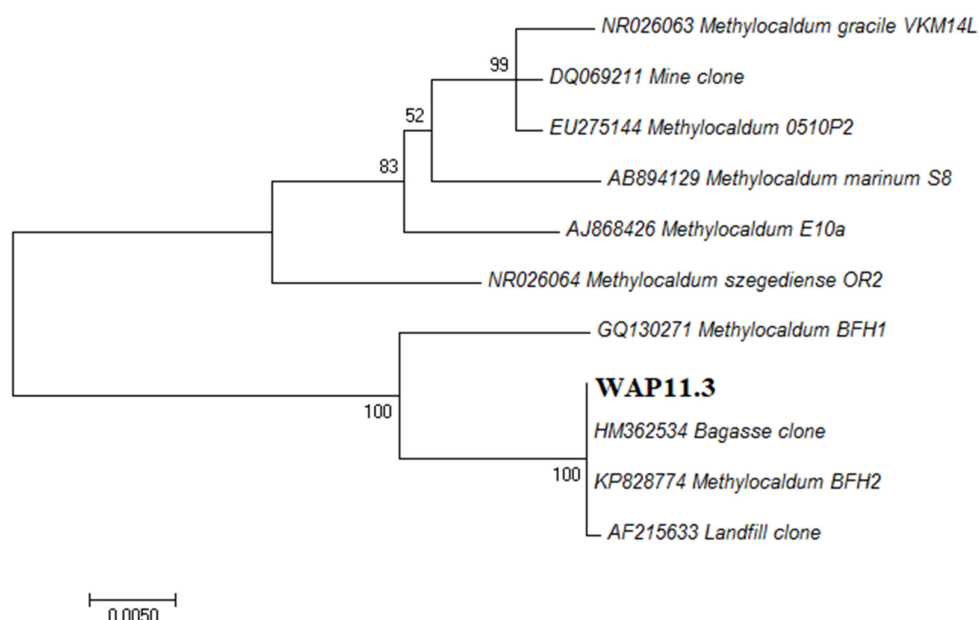 NR026063 Methylocaldum gracile VKM14L
99
DQ069211 Mine clone
52
EU275144 Methylocaldum 0510P2
83
AB894129 Methylocaldum marinum S8
AJ868426 Methylocaldum E10a
NR026064 Methylocaldum szegediense OR2
GQ130271 Methylocaldum BFH1
WAP11.3
100
HM362534 Bagasse clone
100
KP828774 Methylocaldum BFH2
AF215633 Landfill clone
0.0050